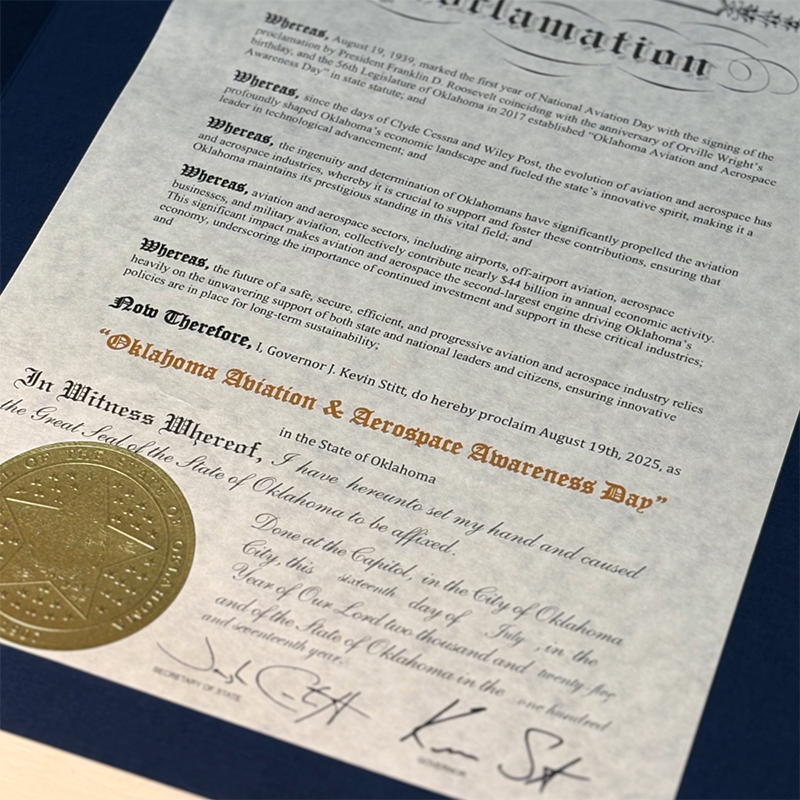 Proclamation
Whereas, August 19, 1939, marked the first year of National Aviation Day with the signing of the
proclamation by President Franklin D. Roosevelt coinciding with the anniversary of Orville Wright's
birthday, and the 56th Legislature of Oklahoma in 2017 established "Oklahoma Aviation and Aerospace
Awareness Day" in state statute; and
Whereas, since the days of Clyde Cessna and Wiley Post, the evolution of aviation and aerospace has
profoundly shaped Oklahoma's economic landscape and fueled the state's innovative spirit, making it a
leader in technological advancement; and
Whereas, the ingenuity and determination of Oklahomans have significantly propelled the aviation
and aerospace industries, whereby it is crucial to support and foster these contributions, ensuring that
Oklahoma maintains its prestigious standing in this vital field, and
Whereas, aviation and aerospace sectors, including airports, off-airport aviation, aerospace
businesses, and military aviation, collectively contribute nearly $44 billion in annual economic activity.
This significant impact makes aviation and aerospace the second-largest engine driving Oklahoma's
economy, underscoring the importance of continued investment and support in these critical industries;
and
Whereas, the future of a safe, secure, efficient, and progressive aviation and aerospace industry relies
heavily on the unwavering support of both state and national leaders and citizens, ensuring innovative
policies are in place for long-term sustainability;
Now Therefore, I, Governor J. Kevin Stitt, do hereby proclaim August 19th, 2025, as
"Oklahoma Aviation & Aerospace Awareness Day"
in the State of Oklahoma
In Witness Whereof, I have hereunto set my hand and caused
the Great Seal of the State of Oklahoma to be affixed.
Done at the Capitol, in the City of Oklahoma
City, this sixteenth day of July, in the
Year of Our Lord two thousand and twenty-five
and of the State of Oklahoma in the one hundred
and seventeenth year.
OF THE STATE OF OKLAHOMA
SECRETARY OF STATE
GOVERNOR